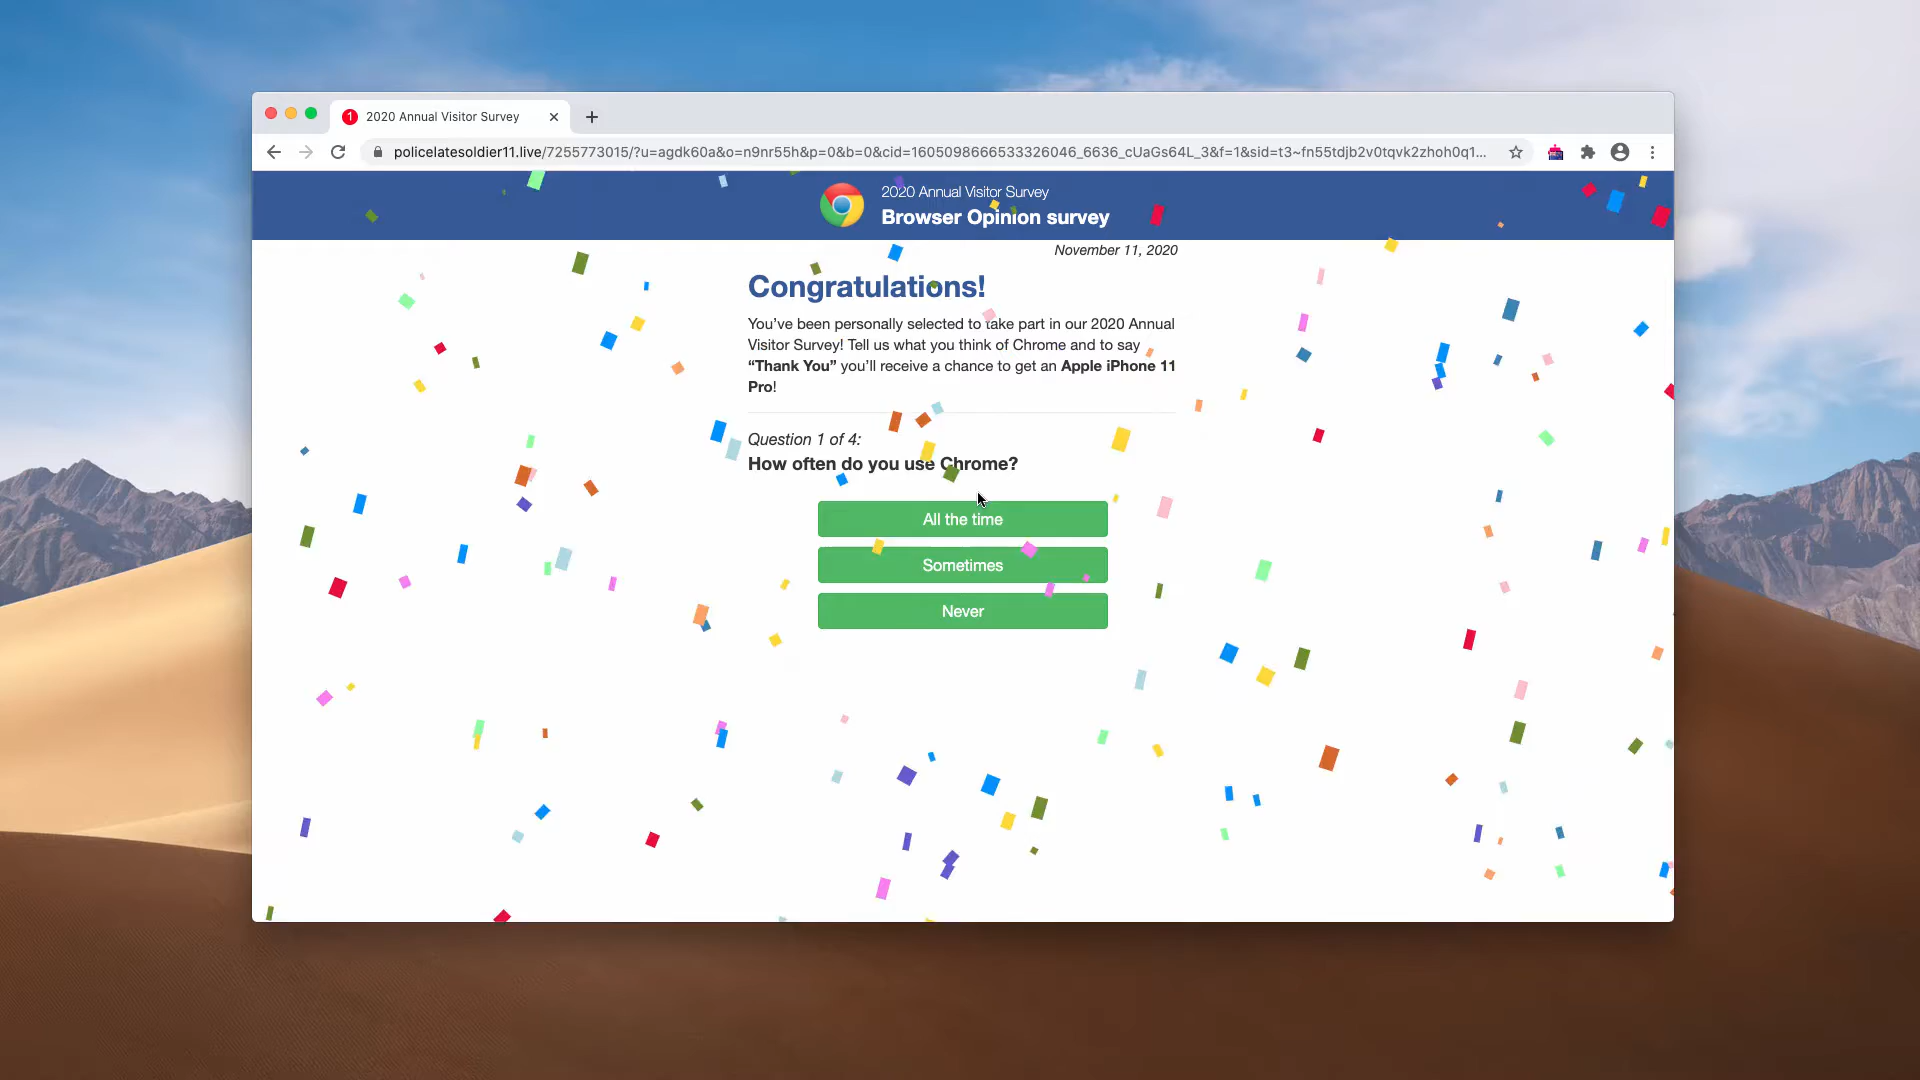 1
2020 Annual Visitor Survey
policelatesoldier11.live/7255773015/?u=agdk60a&o=n9nr55h&p=0&b=0&cid=1605098666533326046_6636_cUaGs64L_3&f=1&sid=t3~fn55tdjb2v0tqvk2zhoh0q1...
2020 Annual Visitor Survey
Browser Opinion survey
November 11, 2020
Congratulations!
You’ve been personally selected to take part in our 2020 Annual
Visitor Survey! Tell us what you think of Chrome and to say
“Thank You” you’ll receive a chance to get an Apple iPhone 11
Pro!
Question 1 of 4:
How often do you use Chrome?
All the time
Sometimes
Never